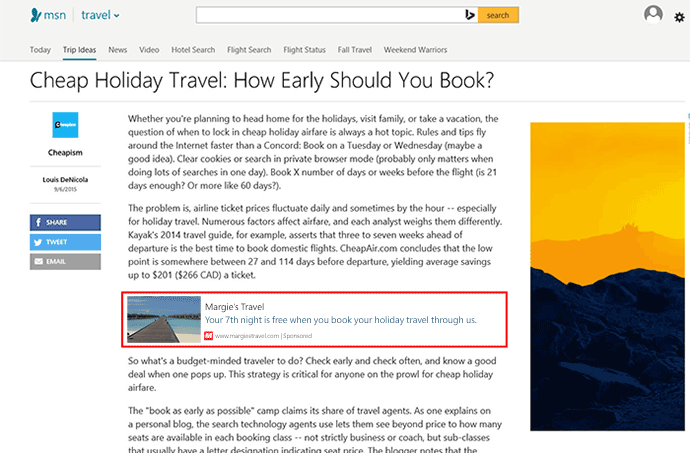 msn travel
search
Today Trip Ideas News Video Hotel Search Flight Search Flight Status Fall Travel Weekend Warriors
Cheap Holiday Travel: How Early Should You Book?
Cheapism
Louis DeNicola
9/6/2015
SHARE
TWEET
EMAIL
Whether you're planning to head home for the holidays, visit family, or take a vacation, the
question of when to lock in cheap holiday airfare is always a hot topic. Rules and tips fly
around the Internet faster than a Concord: Book on a Tuesday or Wednesday (maybe a
good idea). Clear cookies or search in private browser mode (probably only matters when
doing lots of searches in one day). Book X number of days or weeks before the flight (is 21
days enough? Or more like 60 days?).
The problem is, airline ticket prices fluctuate daily and sometimes by the hour -- especially
for holiday travel. Numerous factors affect airfare, and each analyst weighs them differently.
Kayak's 2014 travel guide, for example, asserts that three to seven weeks ahead of
departure is the best time to book domestic flights. CheapAir.com concludes that the low
point is somewhere between 27 and 114 days before departure, yielding average savings
up to $201 ($266 CAD) a ticket.
Margie's Travel
Your 7th night is free when you book your holiday travel through us.
www.margiestravel.com | Sponsored
So what's a budget-minded traveler to do? Check early and check often, and know a good
deal when one pops up. This strategy is critical for anyone on the prowl for cheap holiday
airfare.
The "book as early as possible" camp claims its share of travel agents. As one explains on
a personal blog, the search technology agents use lets them see beyond price to how many
seats are available in each booking class -- not strictly business or coach, but sub-classes
that usually have a letter designation indicating seat price. The blogger notes that the